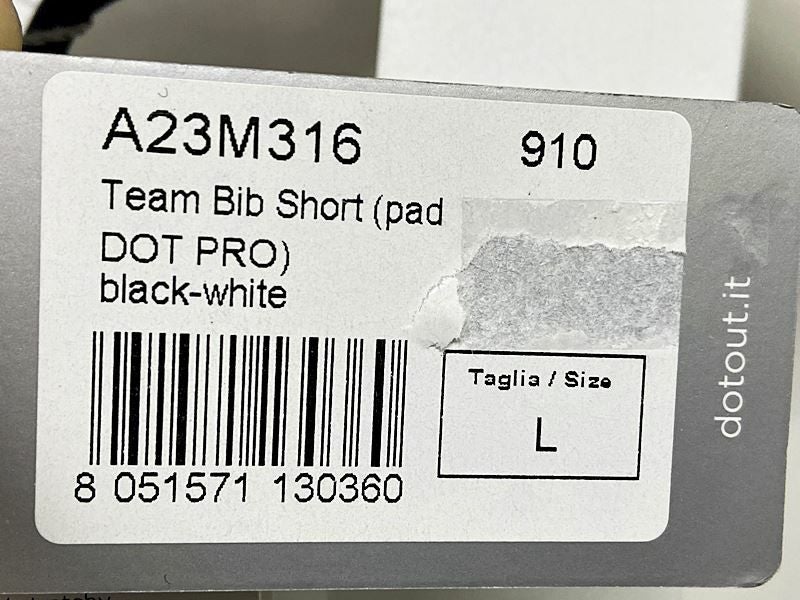 A23M316 910
Team Bib Short (pad
DOT PRO)
black-white
Taglia / Size
L
8 051571 130360
dotout.it